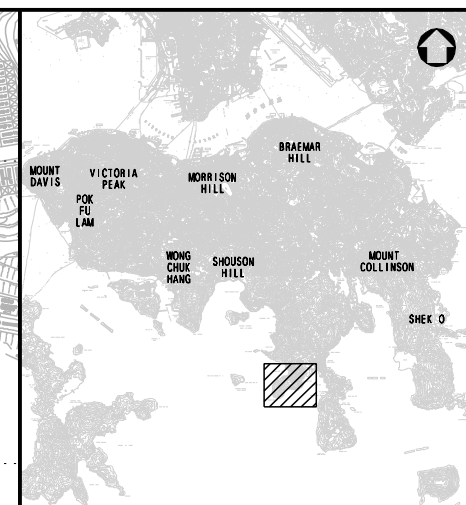 BRAEMAR
HILL
MOUNT
DAVIS
VICTORIA
PEAK
MORRISON
HILL
POK
FU
LAM
WONG
CHUK
HANG
SHOUSON
HILL
MOUNT
COLLINSON
SHEK O